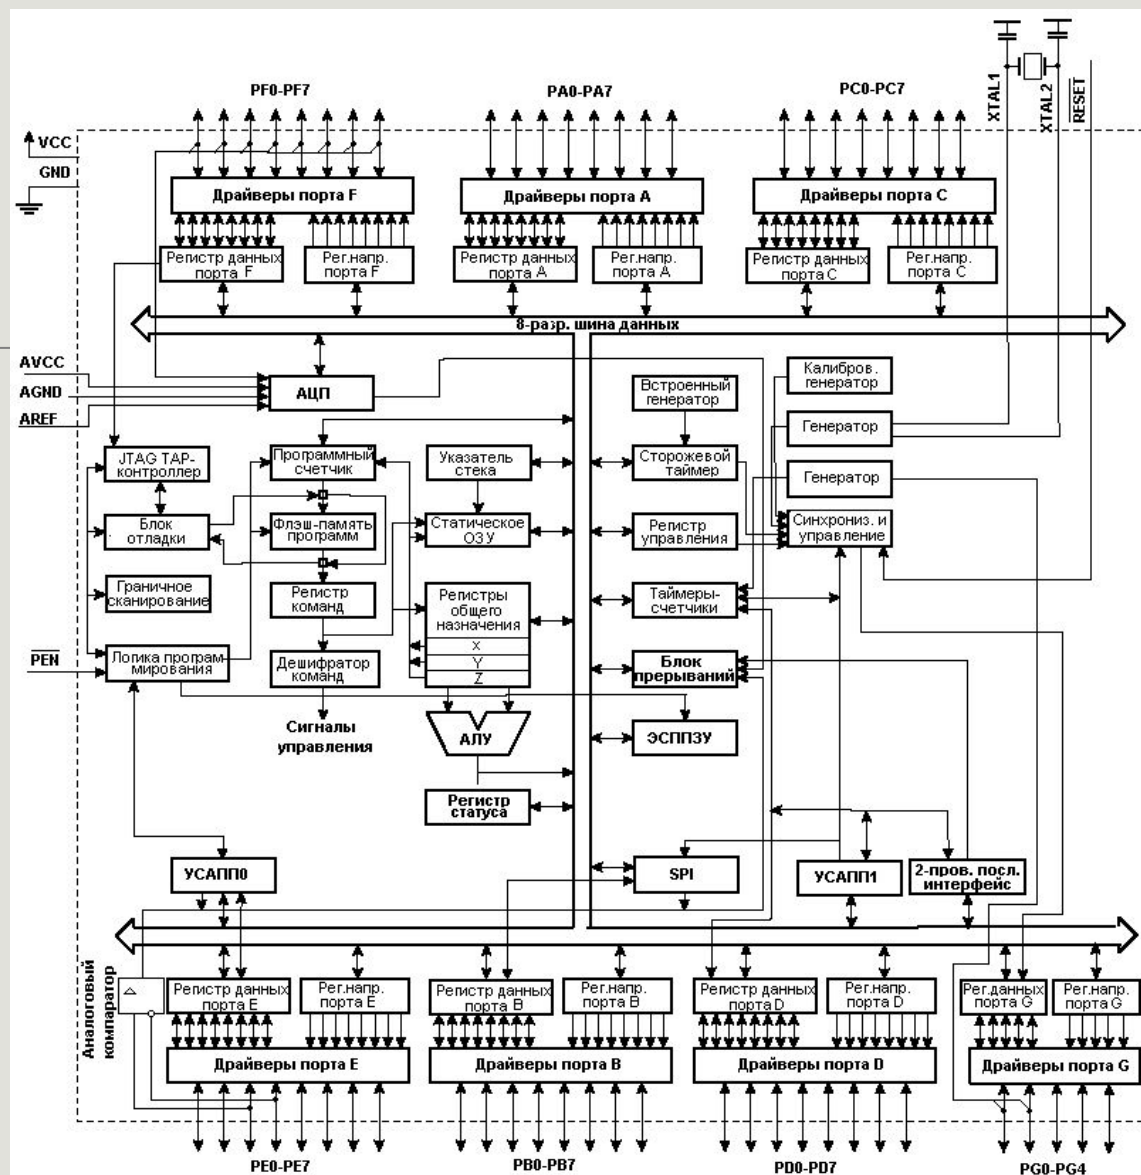 XTAL1
XTAL2
RESET
PF0-PF7
PA0-PA7
PC0-PC7
VCC
GND
Драйверы порта F
Драйверы порта A
Драйверы порта C
Регистр данных
порта F
Рег.напр.
порта F
Регистр данных
порта A
Рег.напр.
порта A
Регистр данных
порта C
Рег.напр.
порта C
8-разр. шина данных
AVCC
AGND
AREF
АЦП
Встроенный
генератор
Калибров.
генератор
Генератор
JTAG TAP-
контроллер
Программный
счетчик
Указатель
стека
Сторожевой
таймер
Генератор
Блок
отладки
Флэш-память
программ
Статическое
ОЗУ
Регистр
управления
Синхрониз. и
управление
Граничное
сканирование
Регистр
команд
Регистры
общего
назначения
X
Y
Z
Таймеры-
счетчики
PEN
Логика програм
мирования
Дешифратор
команд
Блок
прерываний
Сигналы
управления
АЛУ
ЭСППЗУ
Регистр
статуса
УСАПП0
SPI
УСАПП1
2-пров. посл.
интерфейс
Аналоговый
компаратор
Регистр данных
порта E
Рег.напр.
порта E
Регистр данных
порта B
Рег.напр.
порта B
Регистр данных
порта D
Рег.напр.
порта D
Рег.данных
порта G
Рег.напр.
порта G
Драйверы порта E
Драйверы порта B
Драйверы порта D
Драйверы порта G
PE0-PE7
PB0-PB7
PD0-PD7
PG0-PG4